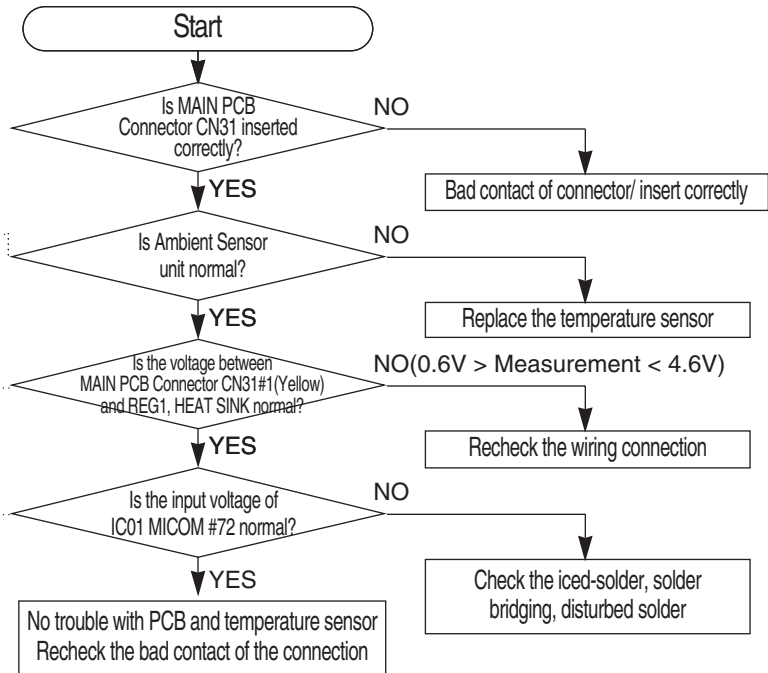 Start
Is MAIN PCB
Connector CN31 inserted
correctly?
NO
Bad contact of connector/ insert correctly
YES
Is Ambient Sensor
unit normal?
NO
Replace the temperature sensor
YES
Is the voltage between
MAIN PCB Connector CN31#1(Yellow)
and REG1, HEAT SINK normal?
NO(0.6V > Measurement < 4.6V)
Recheck the wiring connection
YES
Is the input voltage of
IC01 MICOM #72 normal?
NO
Check the iced-solder, solder
bridging, disturbed solder
YES
No trouble with PCB and temperature sensor
Recheck the bad contact of the connection